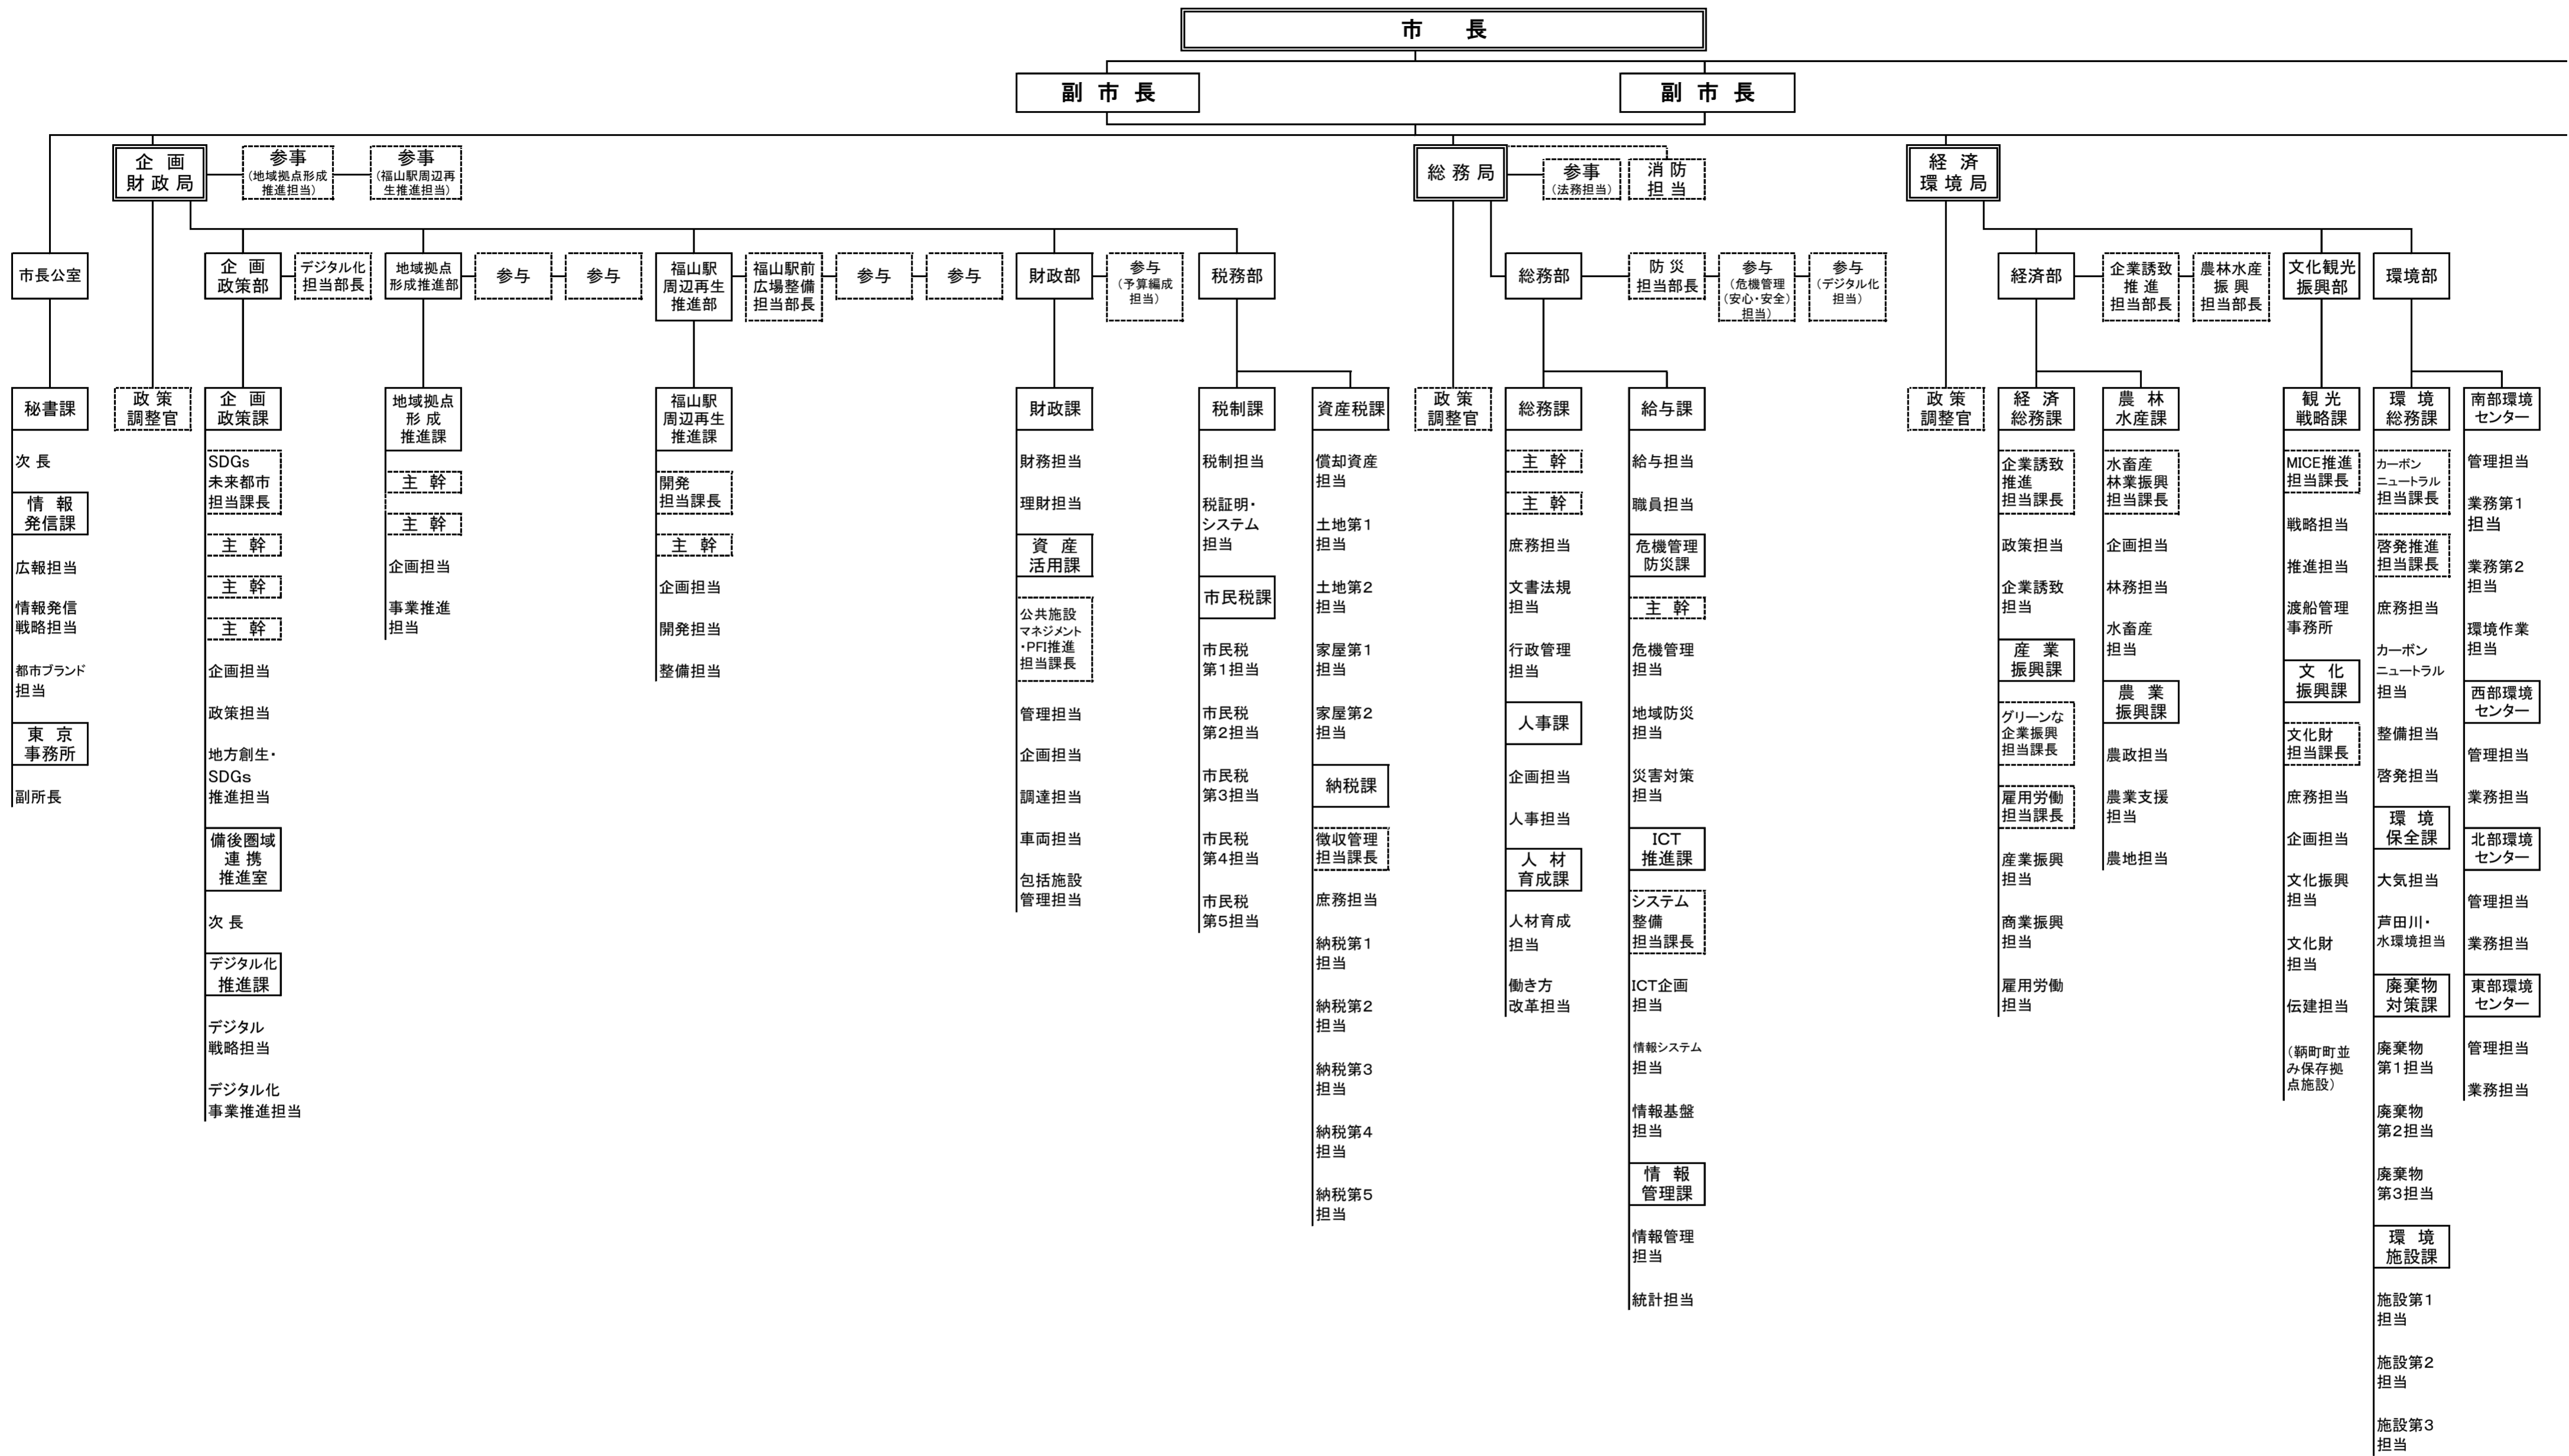 市　長
副 市 長
副 市 長
企 画
財 政 局
参事
（地域拠点形成
推進担当）
参事
（福山駅周辺再
生推進担当）
総 務 局
参事
（法務担当）
消 防
担 当
経 済
環 境 局
市長公室
企 画
政策部
デジタル化
担当部長
地域拠点
形成推進部
参与
参与
福山駅
周辺再生
推進部
福山駅前
広場整備
担当部長
参与
参与
財政部
参与
（予算編成
担当）
税務部
総務部
防 災
担当部長
参与
（危機管理
（安心・安全）
担当）
参与
（デジタル化
担当）
経済部
企業誘致
推 進
担当部長
農林水産
振 興
担当部長
文化観光
振興部
環境部
秘書課
次 長
情 報
発信課
広報担当
情報発信
戦略担当
都市ブランド
担当
東 京
事務所
副所長
政 策
調整官
企 画
政策課
SDGs
未来都市
担当課長
主 幹
主 幹
主 幹
企画担当
政策担当
地方創生・
SDGs
推進担当
備後圏域
連 携
推進室
次 長
デジタル化
推進課
デジタル
戦略担当
デジタル化
事業推進担当
地域拠点
形 成
推進課
主 幹
主 幹
企画担当
事業推進
担当
福山駅
周辺再生
推進課
開発
担当課長
主 幹
企画担当
開発担当
整備担当
財政課
財務担当
理財担当
資 産
活用課
公共施設
マネジメント
・PFI推進
担当課長
管理担当
企画担当
調達担当
車両担当
包括施設
管理担当
税制課
税制担当
税証明・
システム
担当
市民税課
市民税
第1担当
市民税
第2担当
市民税
第3担当
市民税
第4担当
市民税
第5担当
資産税課
償却資産
担当
土地第1
担当
土地第2
担当
家屋第1
担当
家屋第2
担当
納税課
徴収管理
担当課長
庶務担当
納税第1
担当
納税第2
担当
納税第3
担当
納税第4
担当
納税第5
担当
政 策
調整官
総務課
主 幹
主 幹
庶務担当
文書法規
担当
行政管理
担当
人事課
企画担当
人事担当
人 材
育成課
人材育成
担当
働き方
改革担当
給与課
給与担当
職員担当
危機管理
防災課
主 幹
危機管理
担当
地域防災
担当
災害対策
担当
ICT
推進課
システム
整備
担当課長
ICT企画
担当
情報システム
担当
情報基盤
担当
情 報
管理課
情報管理
担当
統計担当
政 策
調整官
経 済
総務課
企業誘致
推進
担当課長
政策担当
企業誘致
担当
産 業
振興課
グリーンな
企業振興
担当課長
雇用労働
担当課長
産業振興
担当
商業振興
担当
雇用労働
担当
農 林
水産課
水畜産
林業振興
担当課長
企画担当
林務担当
水畜産
担当
農 業
振興課
農政担当
農業支援
担当
農地担当
観 光
戦略課
MICE推進
担当課長
戦略担当
推進担当
渡船管理
事務所
文 化
振興課
文化財
担当課長
庶務担当
企画担当
文化振興
担当
文化財
担当
伝建担当
（鞆町町並
み保存拠
点施設）
環 境
総務課
カーボン
ニュートラル
担当課長
啓発推進
担当課長
庶務担当
カーボン
ニュートラル
担当
整備担当
啓発担当
環 境
保全課
大気担当
芦田川・
水環境担当
廃棄物
対策課
廃棄物
第1担当
廃棄物
第2担当
廃棄物
第3担当
環 境
施設課
施設第1
担当
施設第2
担当
施設第3
担当
南部環境
センター
管理担当
業務第1
担当
業務第2
担当
環境作業
担当
西部環境
センター
管理担当
業務担当
北部環境
センター
管理担当
業務担当
東部環境
センター
管理担当
業務担当